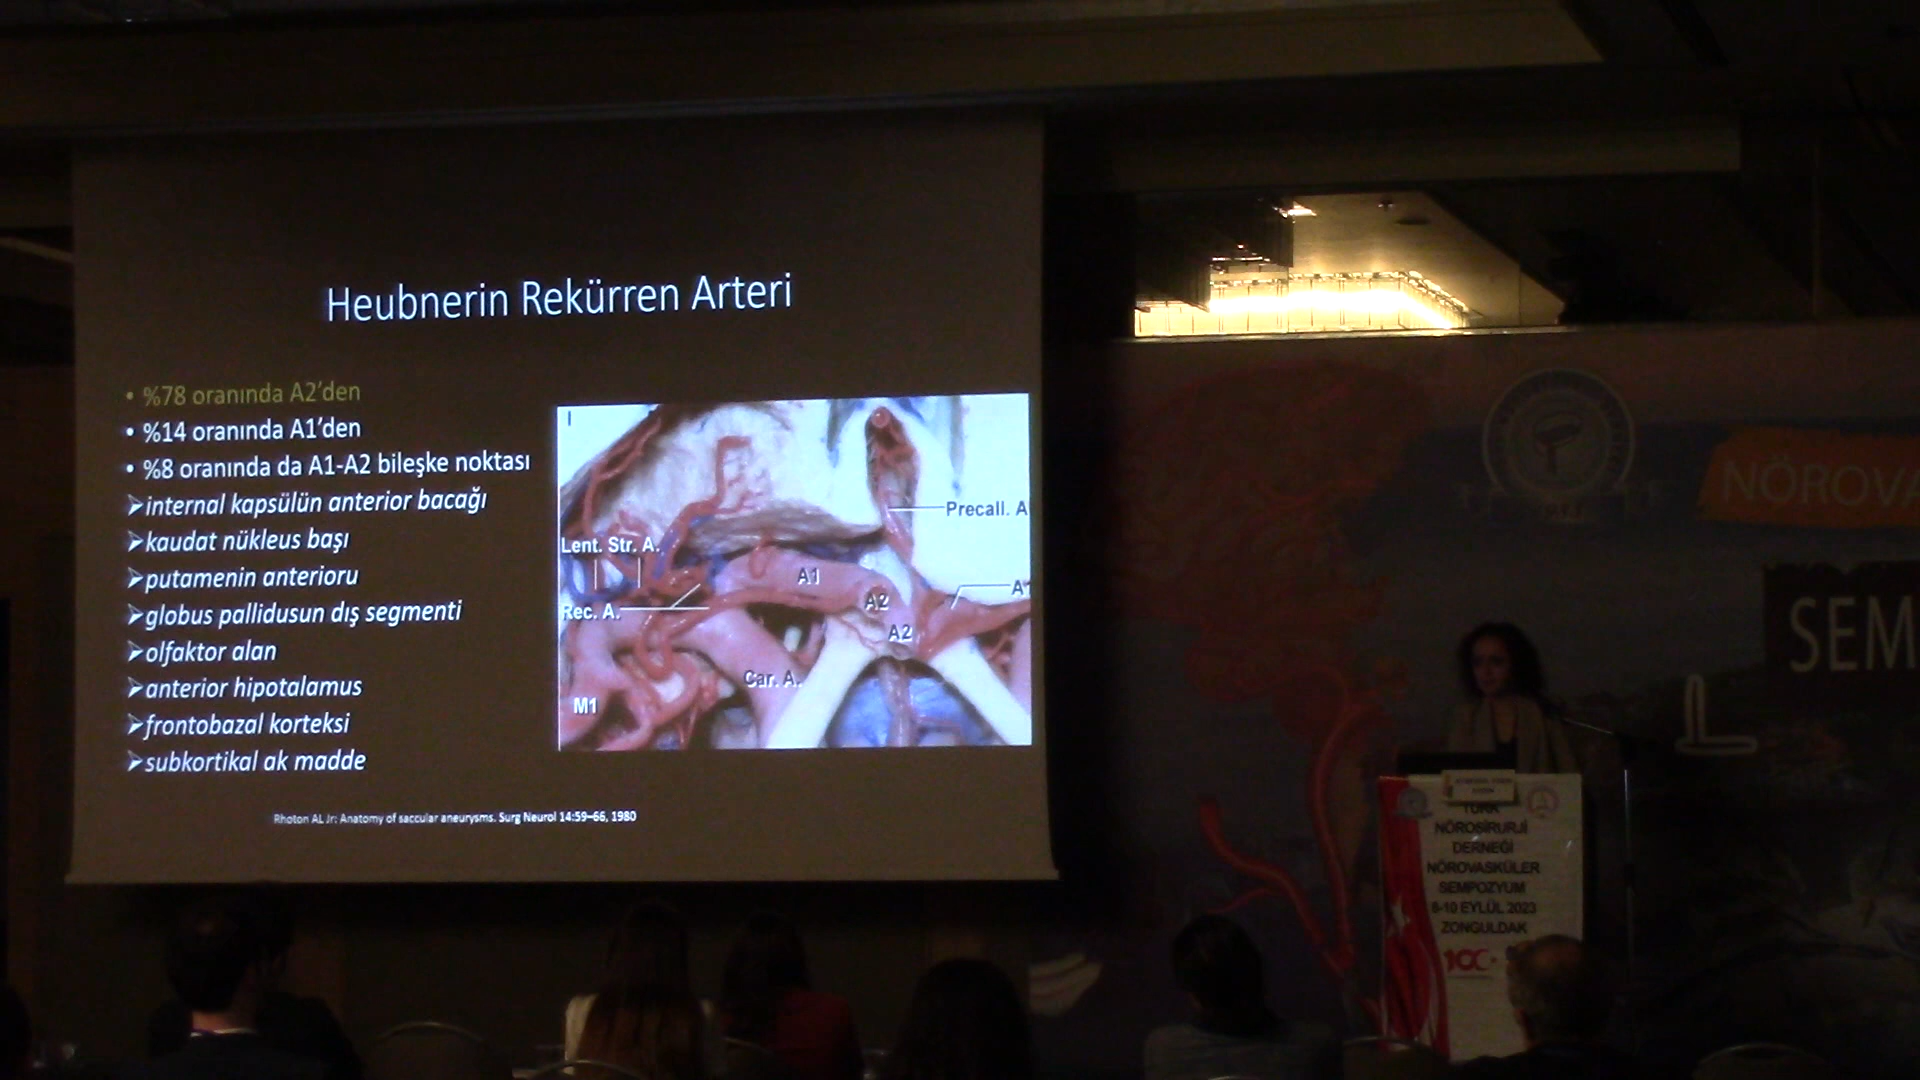 Heubnerin Rekürren Arteri
• %78 oranında A2’den
• %14 oranında A1’den
• %8 oranında da A1-A2 bileşke noktası
➢internal kapsülün anterior bacağı
➢kaudat nükleus başı
➢putamenin anterioru
➢globus pallidusun dış segmenti
➢olfaktor alan
➢anterior hipotalamus
➢frontobazal korteksi
➢subkortikal ak madde
Rhoton AL Jr: Anatomy of saccular aneurysms. Surg Neurol 14:59–66, 1980
I
Precall. A
Lent. Str. A.
A1
A1
Rec. A.
A2
A2
Car. A.
M1
NÖROVA
SEM
TÜRK
NÖROŞİRURJİ
DERNEĞİ
NÖROVASKÜLER
SEMPOZYUM
8-10 EYLÜL 2023
ZONGULDAK
100